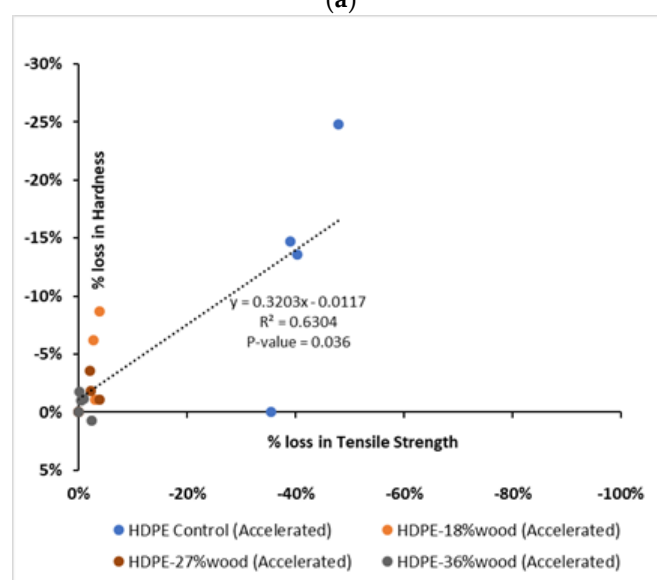 (a)
-30%
-25%
-20%
-15%
-10%
-5%
0%
5%
% loss in Hardness
y = 0.3203x - 0.0117
R² = 0.6304
P-value = 0.036
% loss in Tensile Strength
0% -20% -40% -60% -80% -100%
HDPE Control (Accelerated) HDPE-18%wood (Accelerated)
HDPE-27%wood (Accelerated) HDPE-36%wood (Accelerated)